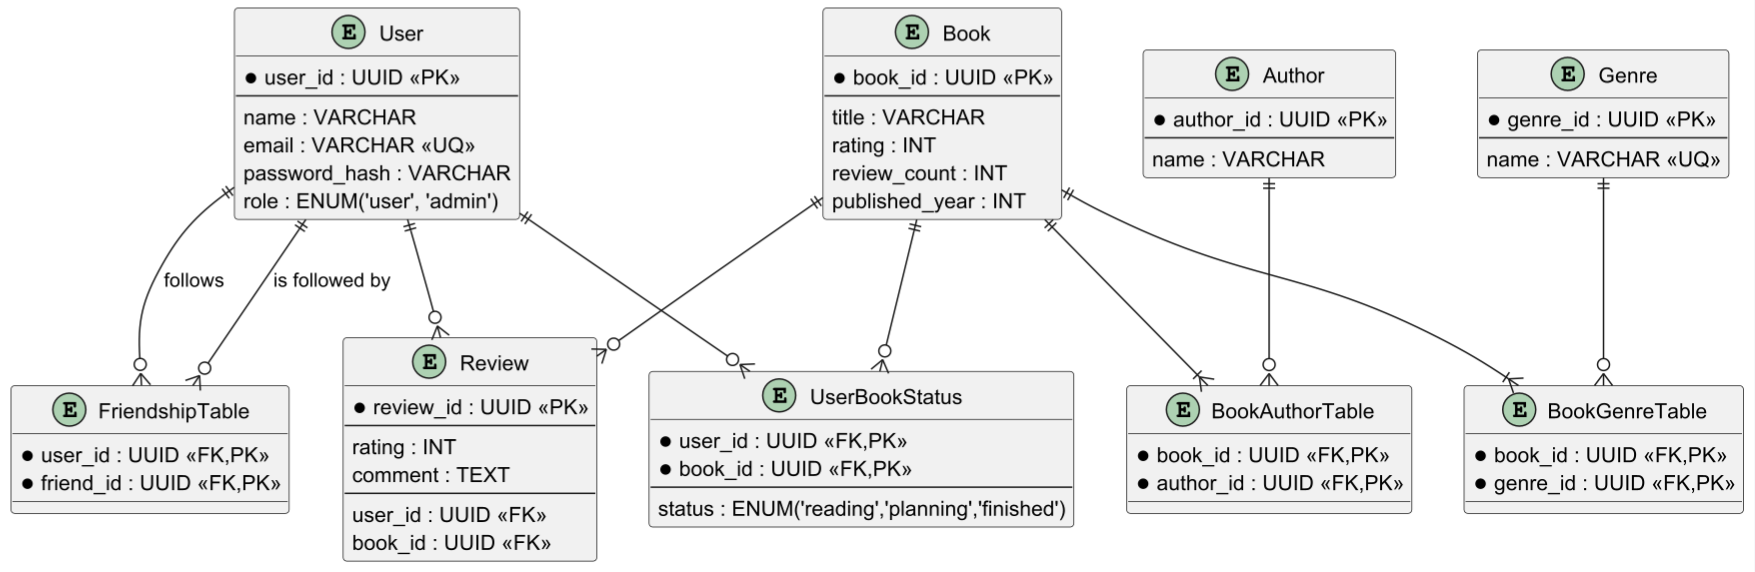 E User
user_id : UUID «PK»
name : VARCHAR
email : VARCHAR «UQ»
password_hash : VARCHAR
role : ENUM('user', 'admin')
E Book
book_id : UUID «PK»
title : VARCHAR
rating : INT
review_count : INT
published_year : INT
E Author
author_id : UUID «PK»
name : VARCHAR
E Genre
genre_id : UUID «PK»
name : VARCHAR «UQ»
follows
is followed by
E FriendshipTable
user_id : UUID «FK,PK»
friend_id : UUID «FK,PK»
E Review
review_id : UUID «PK»
rating : INT
comment : TEXT
user_id : UUID «FK»
book_id : UUID «FK»
E UserBookStatus
user_id : UUID «FK,PK»
book_id : UUID «FK,PK»
status : ENUM('reading','planning','finished')
E BookAuthorTable
book_id : UUID «FK,PK»
author_id : UUID «FK,PK»
E BookGenreTable
book_id : UUID «FK,PK»
genre_id : UUID «FK,PK»